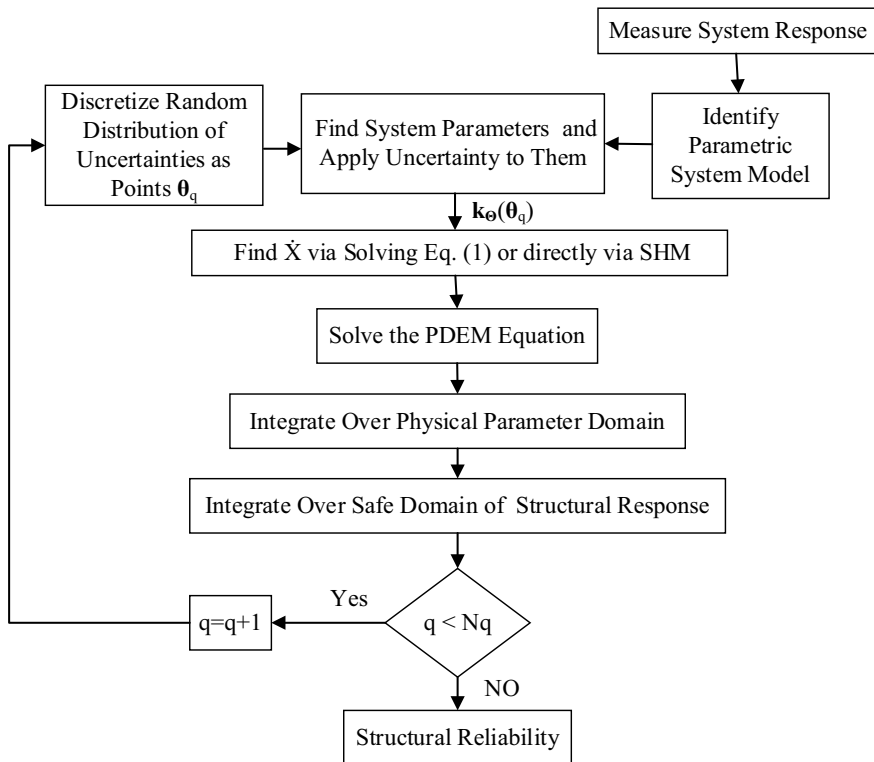 Measure System Response
Discretize Random
Distribution of
Uncertainties as
Points θq
Find System Parameters and
Apply Uncertainty to Them
Identify
Parametric
System Model
kΘ(θq)
Find Ẋ via Solving Eq. (1) or directly via SHM
Solve the PDEM Equation
Integrate Over Physical Parameter Domain
Integrate Over Safe Domain of Structural Response
Yes
q=q+1
q < Nq
NO
Structural Reliability